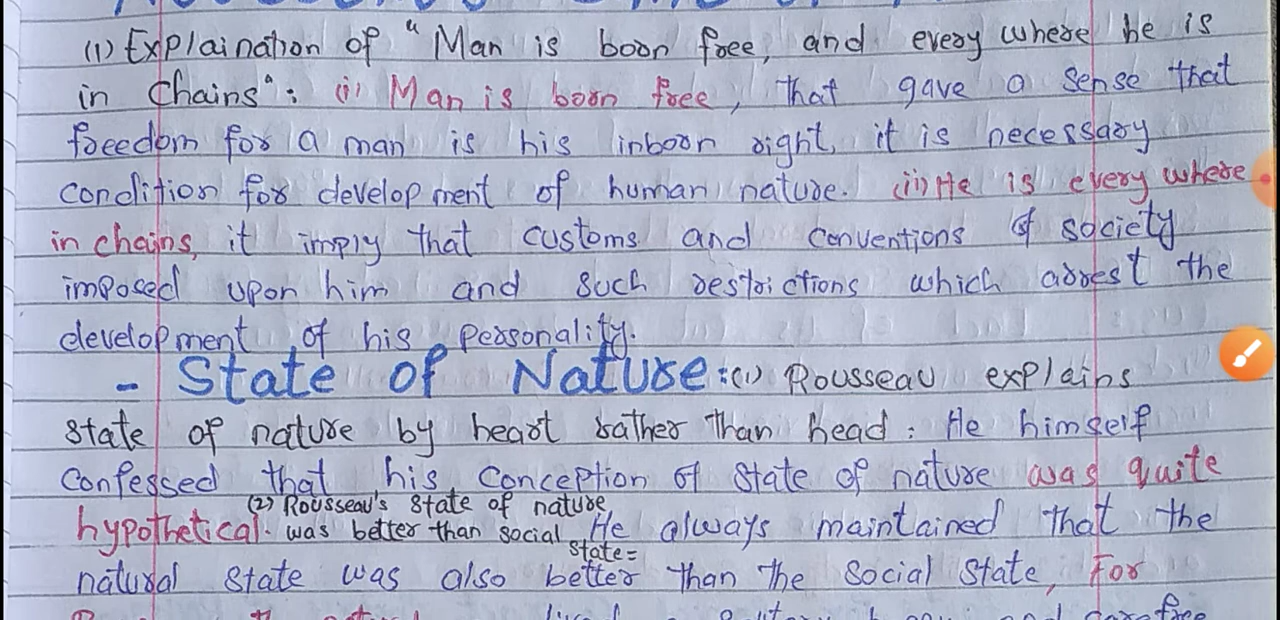 (1) Explaination of "Man is born free, and every where he is
in chains": (i) Man is born free, that gave a sense that
freedom for a man is his inborn right, it is necessary
condition for development of human nature. (ii) He is every where
in chains, it imply that customs and conventions of society
imposed upon him and such restrictions which arrest the
development of his personality.
- State of Nature :(1) Rousseau explains
state of nature by heart rather than head : He himself
confessed that his conception of state of nature was quite
hypothetical. (2) Rousseau's state of nature
was better than social state= He always maintained that the
natural state was also better than the social state, For